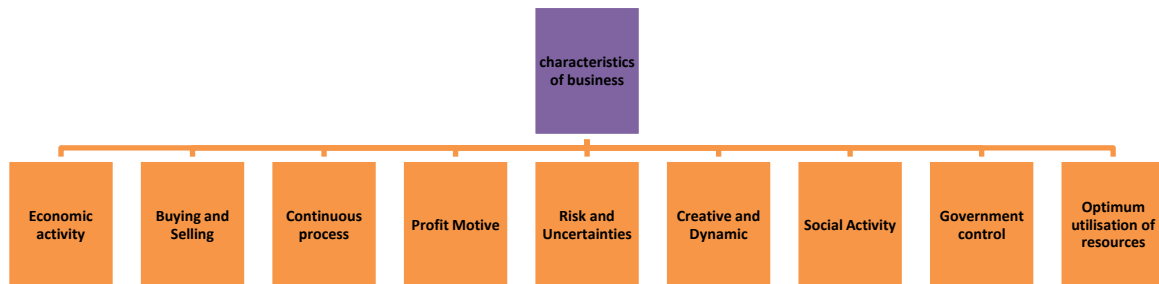 characteristics
of business
Economic
activity
Buying and
Selling
Continuous
process
Profit Motive
Risk and
Uncertainties
Creative and
Dynamic
Social Activity
Government
control
Optimum
utilisation of
resources